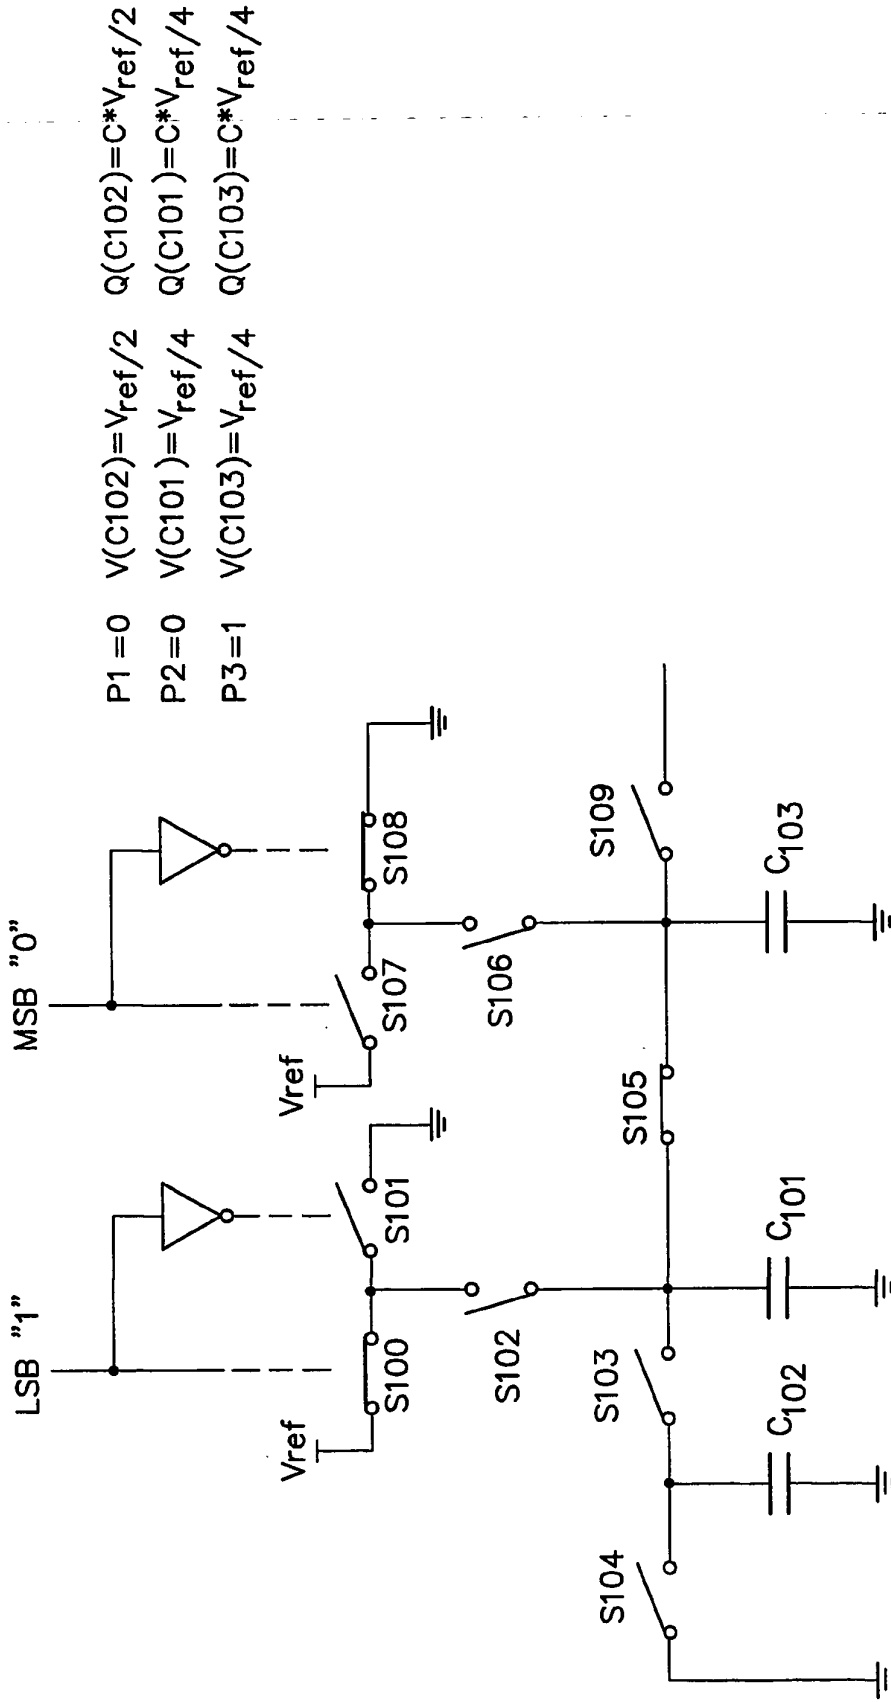 P1=0 V(C102)=Vref/2 Q(C102)=C*Vref/2
P2=0 V(C101)=Vref/4 Q(C101)=C*Vref/4
P3=1 V(C103)=Vref/4 Q(C103)=C*Vref/4
LSB "1"
MSB "0"
Vref
S100
S101
Vref
S107
S108
S102
S106
S104
S103
S105
S109
C102
C101
C103